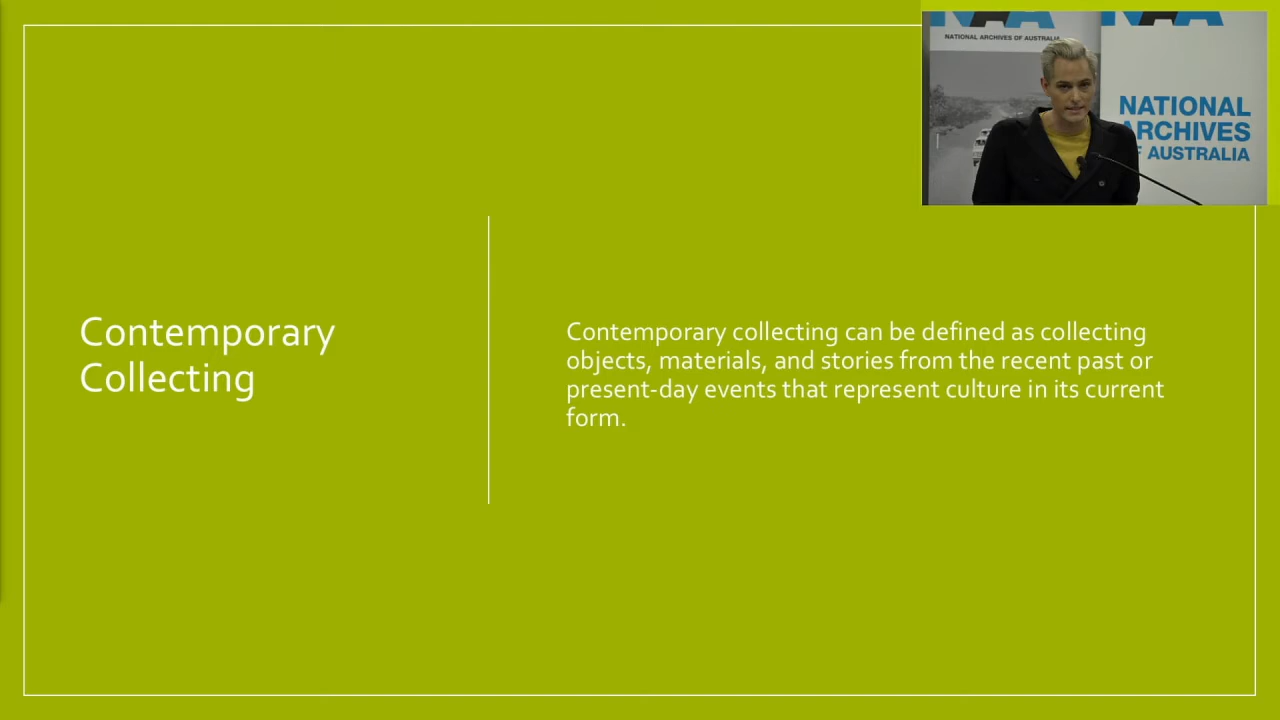 Contemporary
Collecting
Contemporary collecting can be defined as collecting
objects, materials, and stories from the recent past or
present-day events that represent culture in its current
form.
NATIONAL ARCHIVES OF AUSTRALIA
NATIONAL
ARCHIVES
OF AUSTRALIA